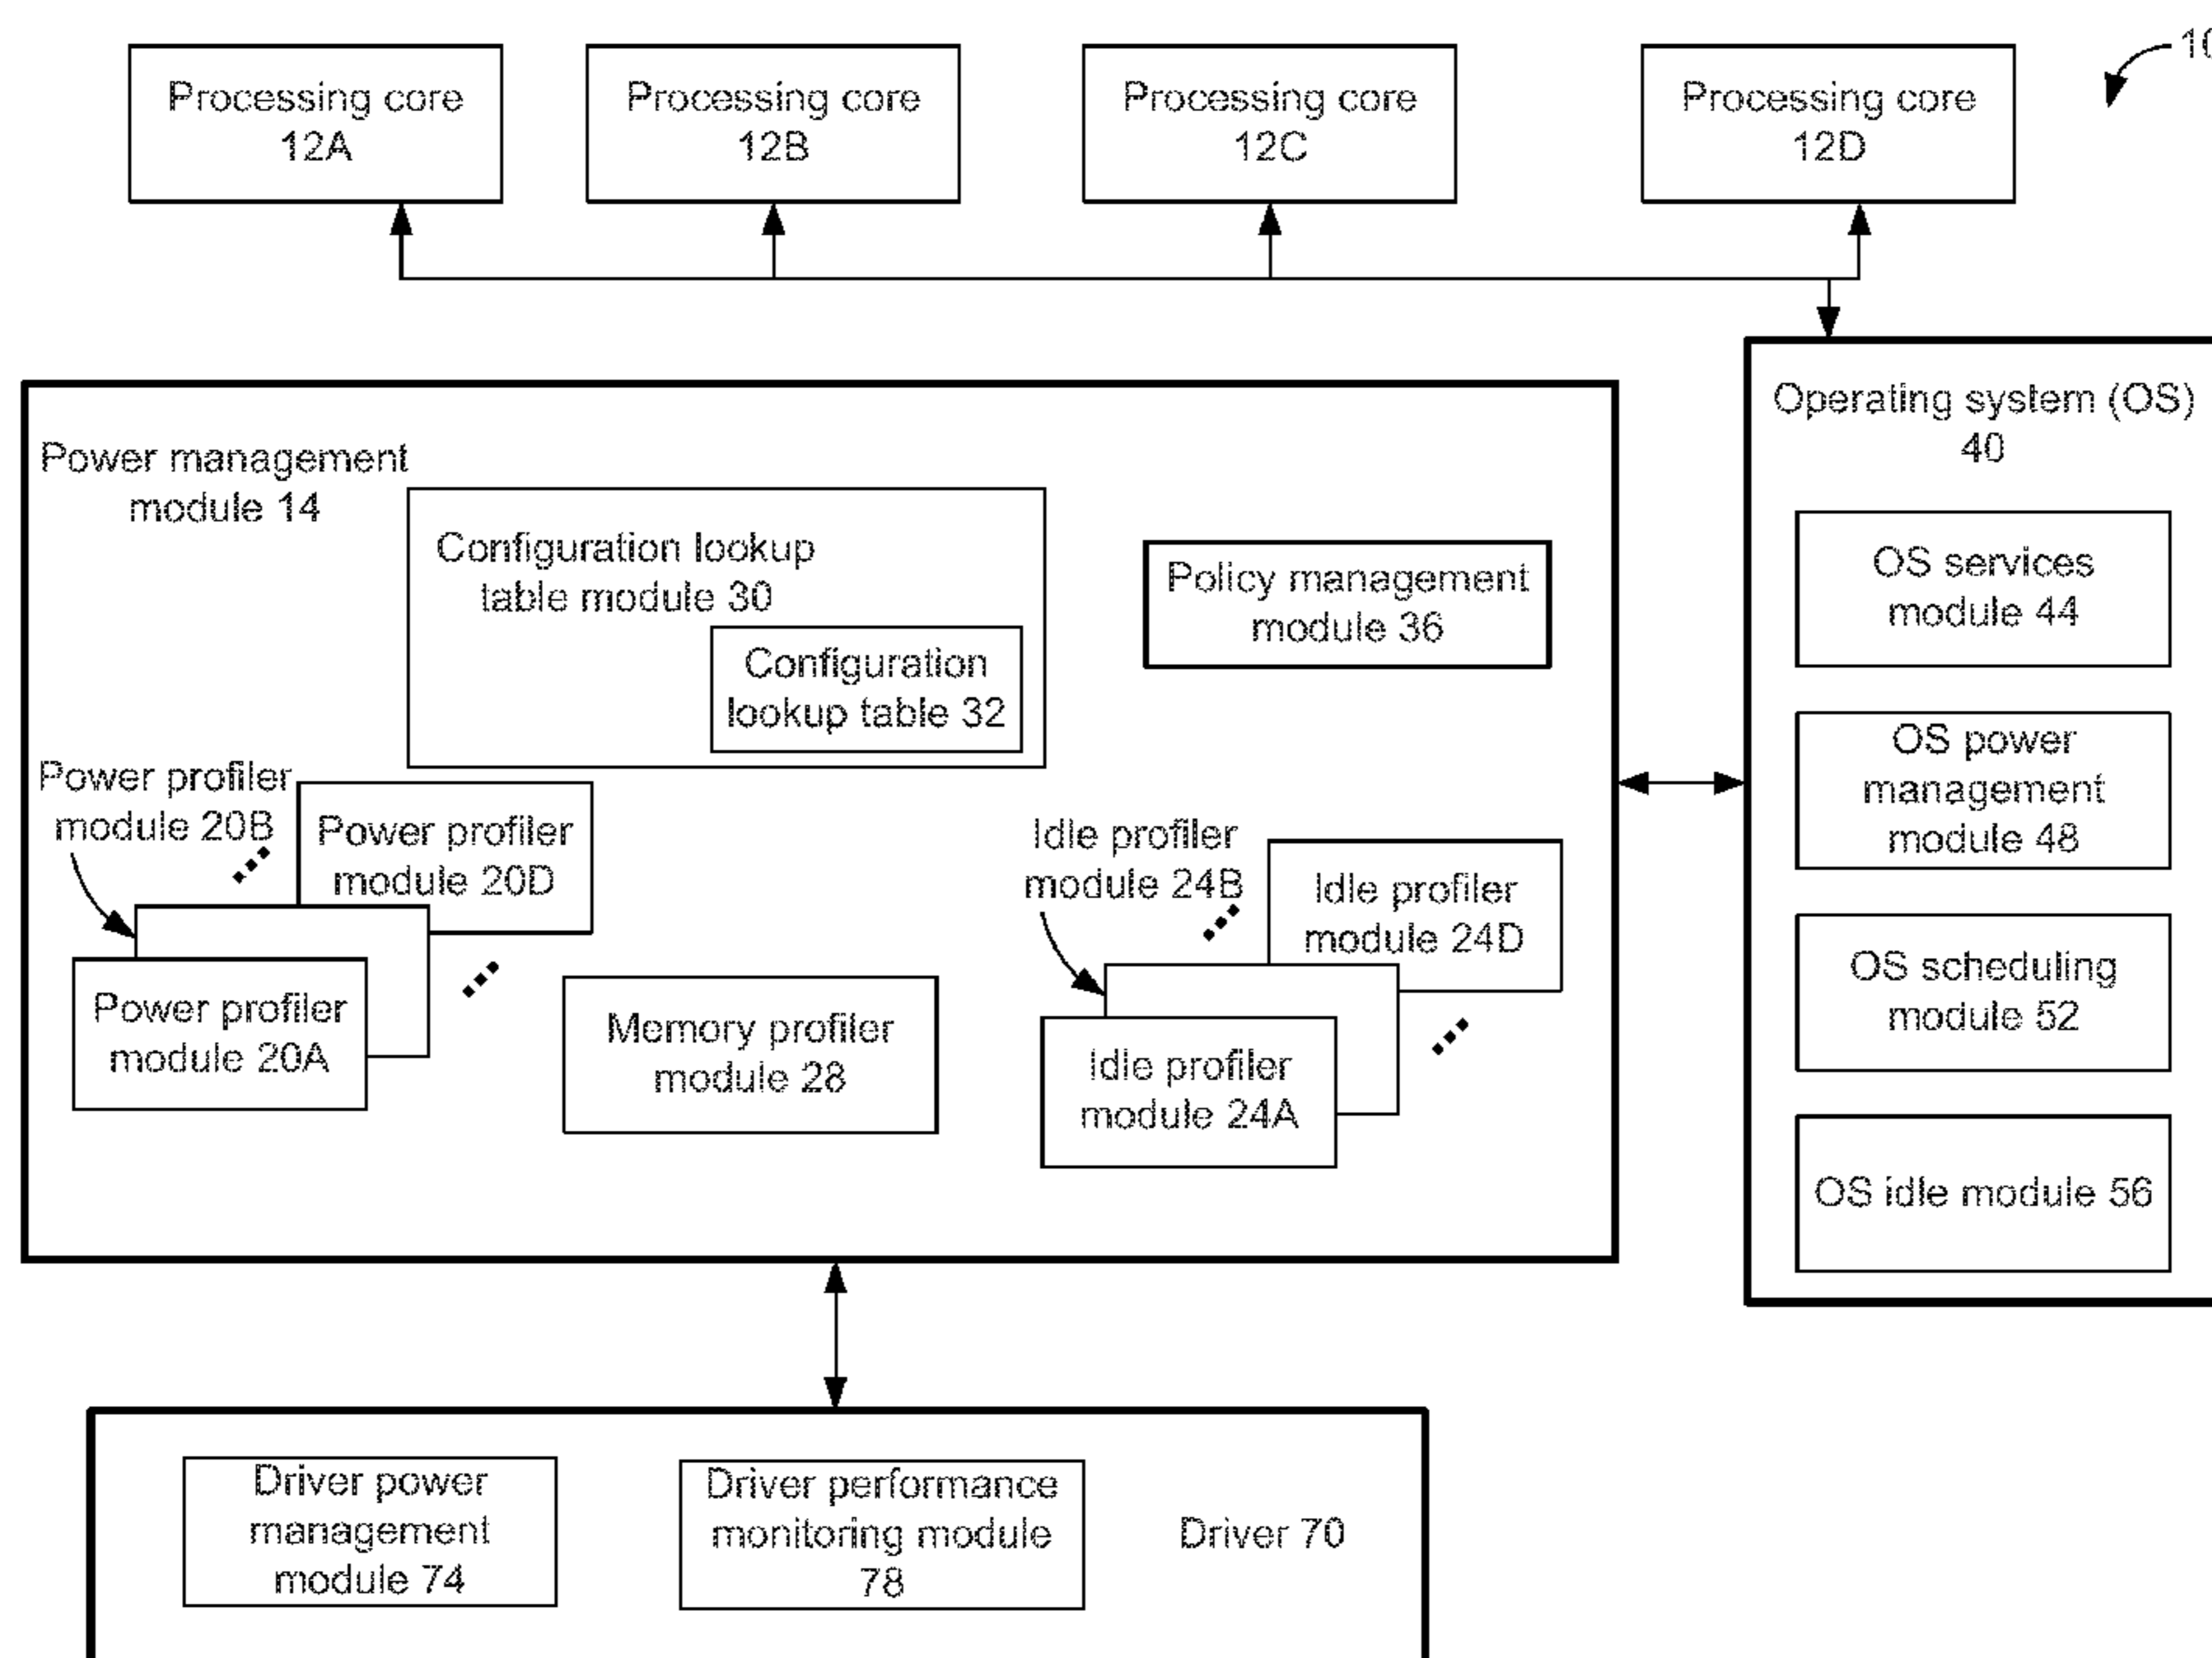 10
Processing core
12A
Processing core
12B
Processing core
12C
Processing core
12D
Power management
module 14
Configuration lookup
table module 30
Configuration
lookup table 32
Policy management
module 36
Power profiler
module 20B
Power profiler
module 20D
Power profiler
module 20A
Memory profiler
module 28
Idle profiler
module 24B
Idle profiler
module 24D
Idle profiler
module 24A
Operating system (OS)
40
OS services
module 44
OS power
management
module 48
OS scheduling
module 52
OS idle module 56
Driver power
management
module 74
Driver performance
monitoring module
78
Driver 70